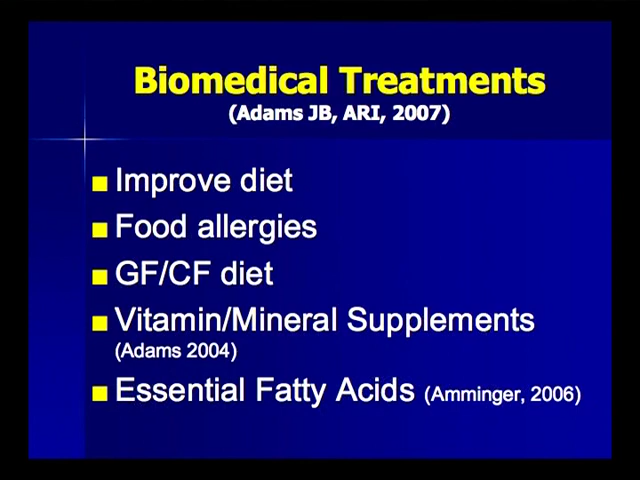 Biomedical Treatments
(Adams JB, ARI, 2007)
Improve diet
Food allergies
GF/CF diet
Vitamin/Mineral Supplements
(Adams 2004)
Essential Fatty Acids (Amminger, 2006)